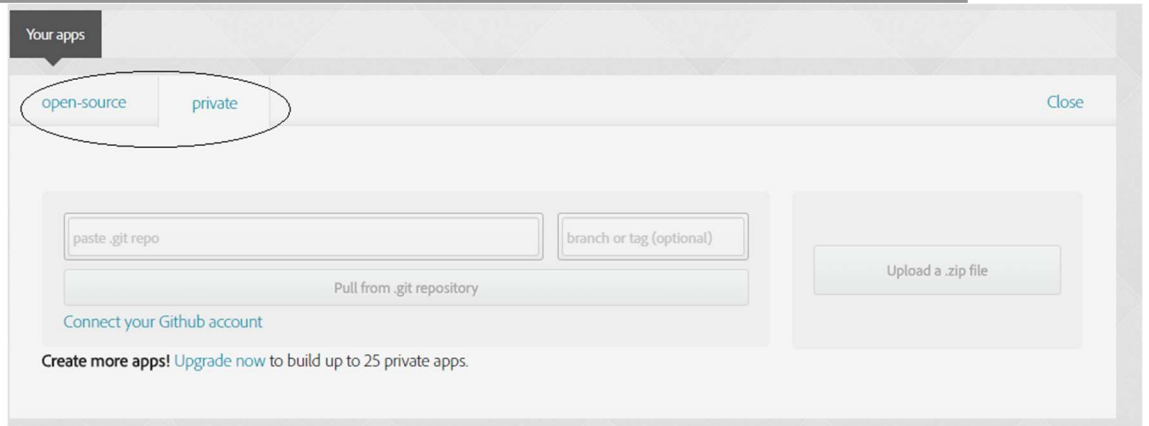 Your apps
open-source private Close
paste .git repo branch or tag (optional)
Upload a .zip file
Pull from .git repository
Connect your Github account
Create more apps! Upgrade now to build up to 25 private apps.